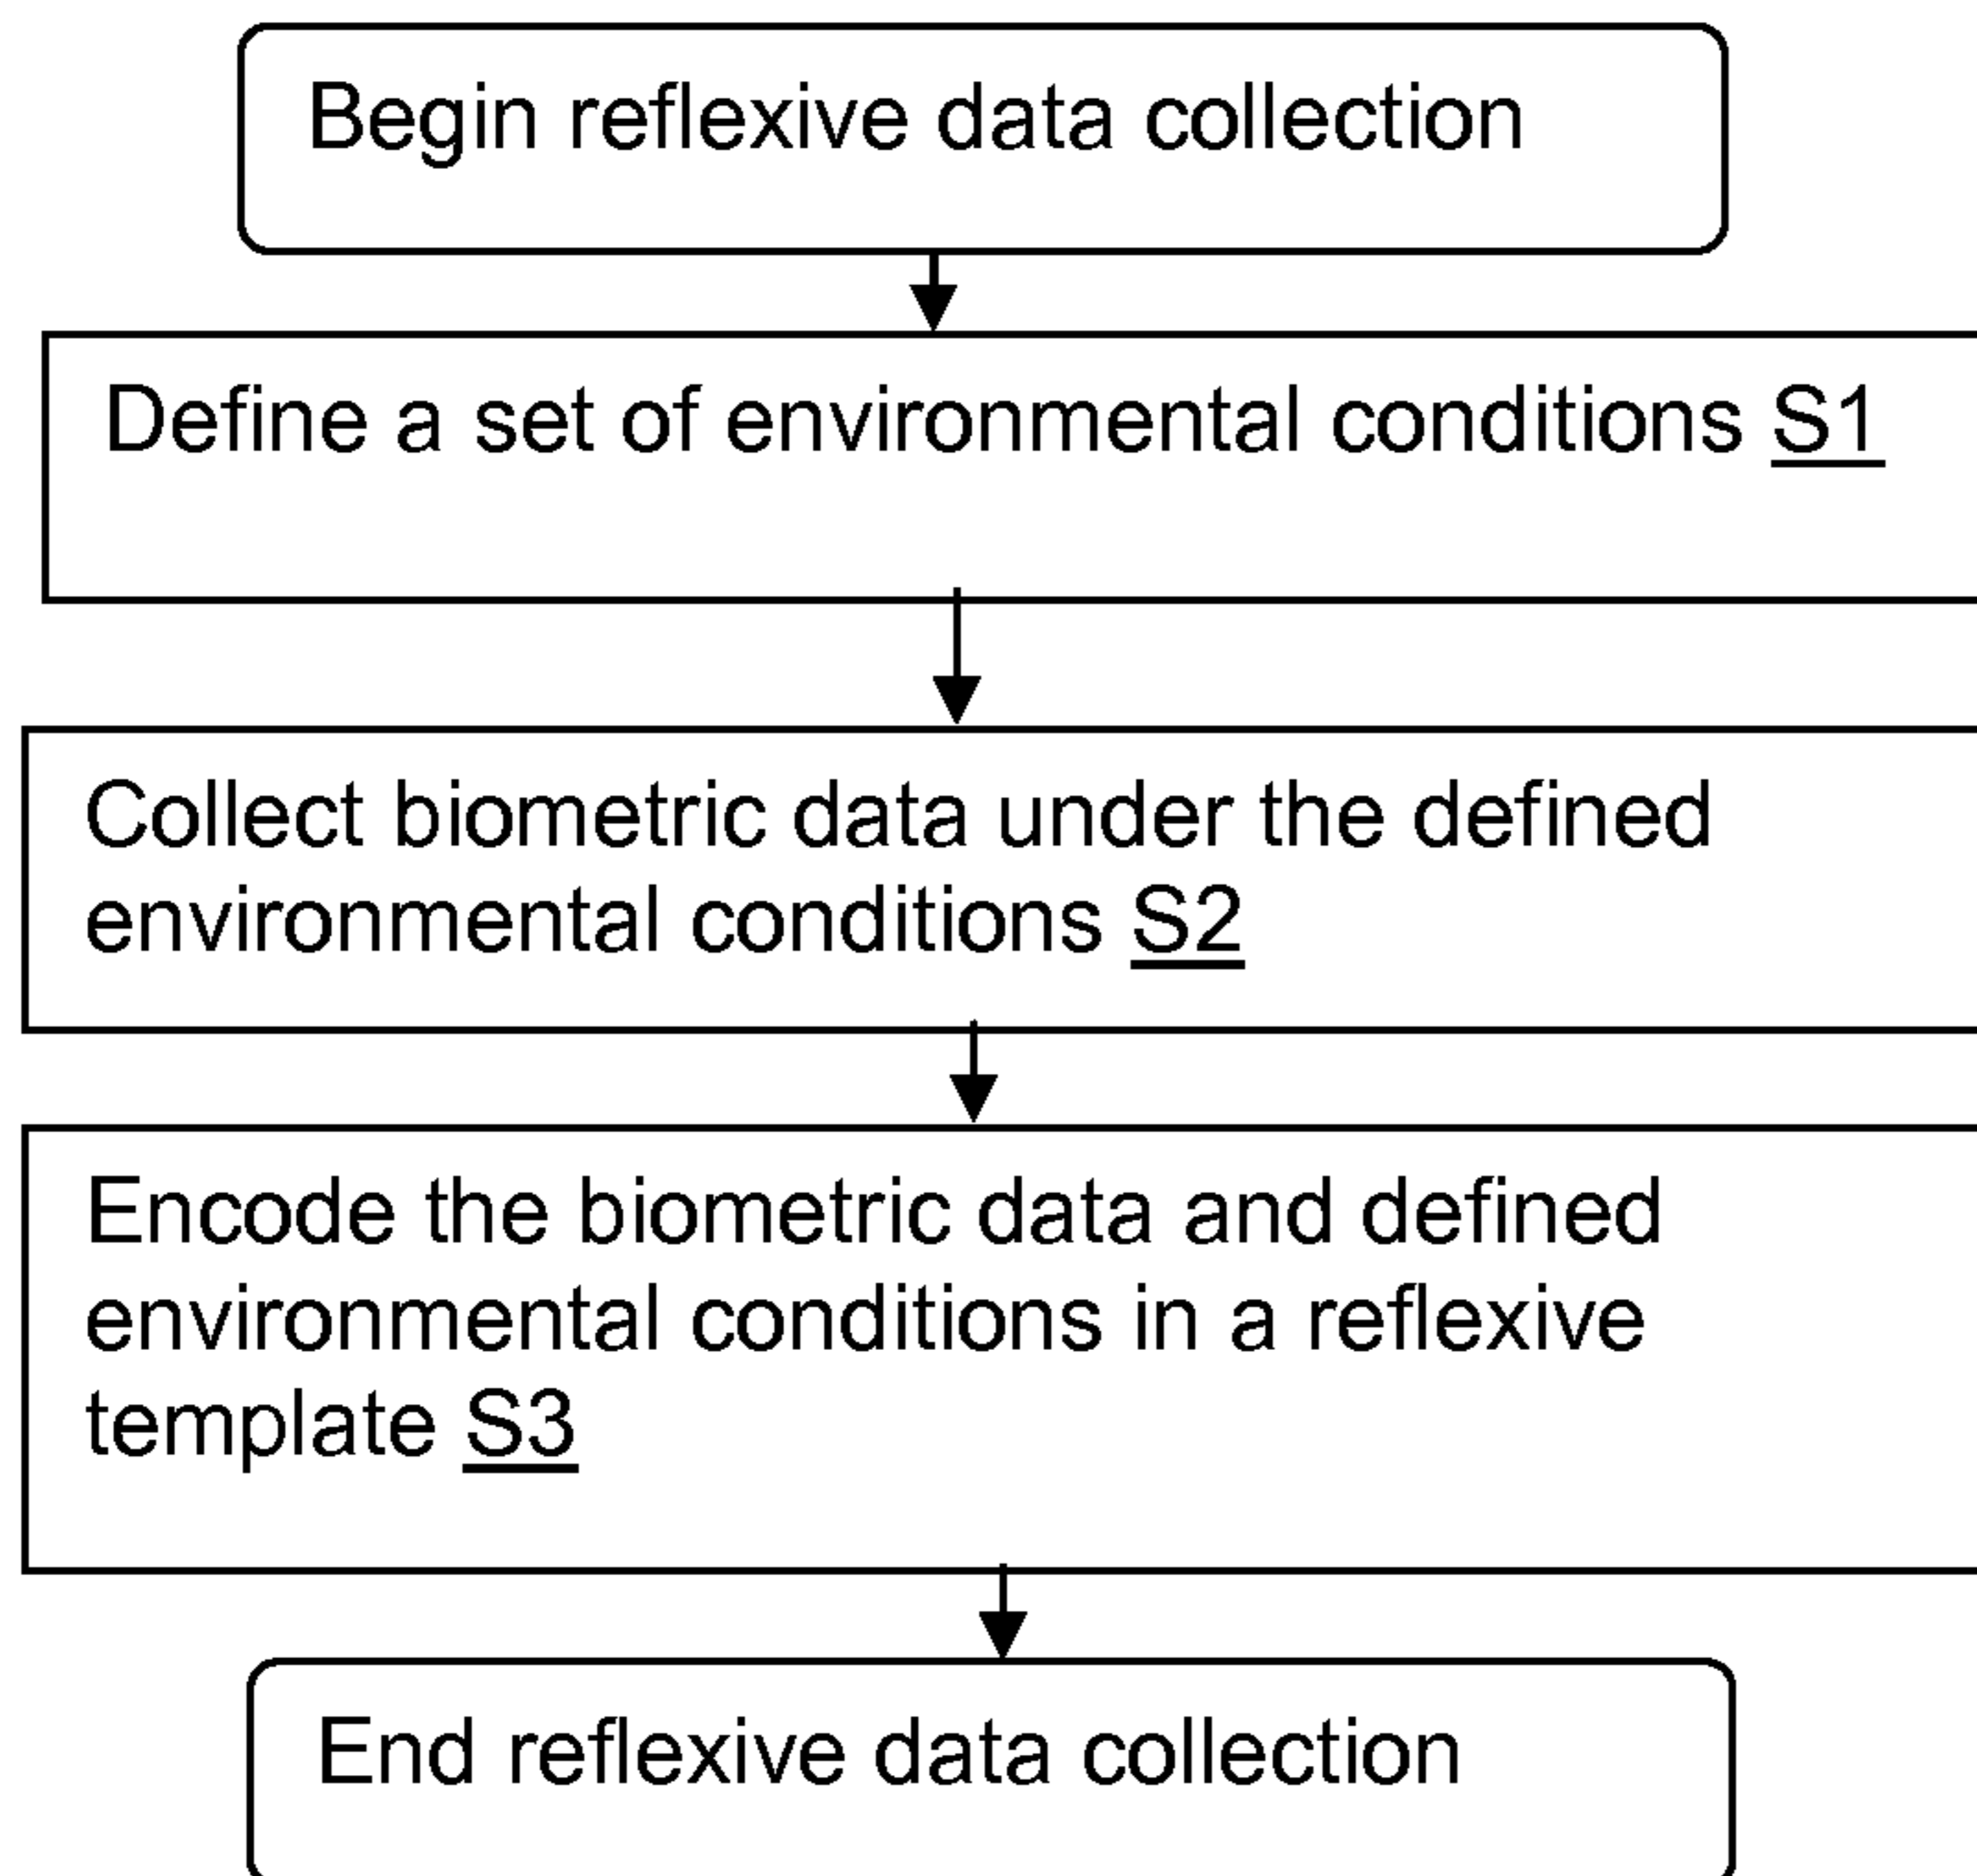 Begin reflexive data collection
Define a set of environmental conditions S1
Collect biometric data under the defined
environmental conditions S2
Encode the biometric data and defined
environmental conditions in a reflexive
template S3
End reflexive data collection